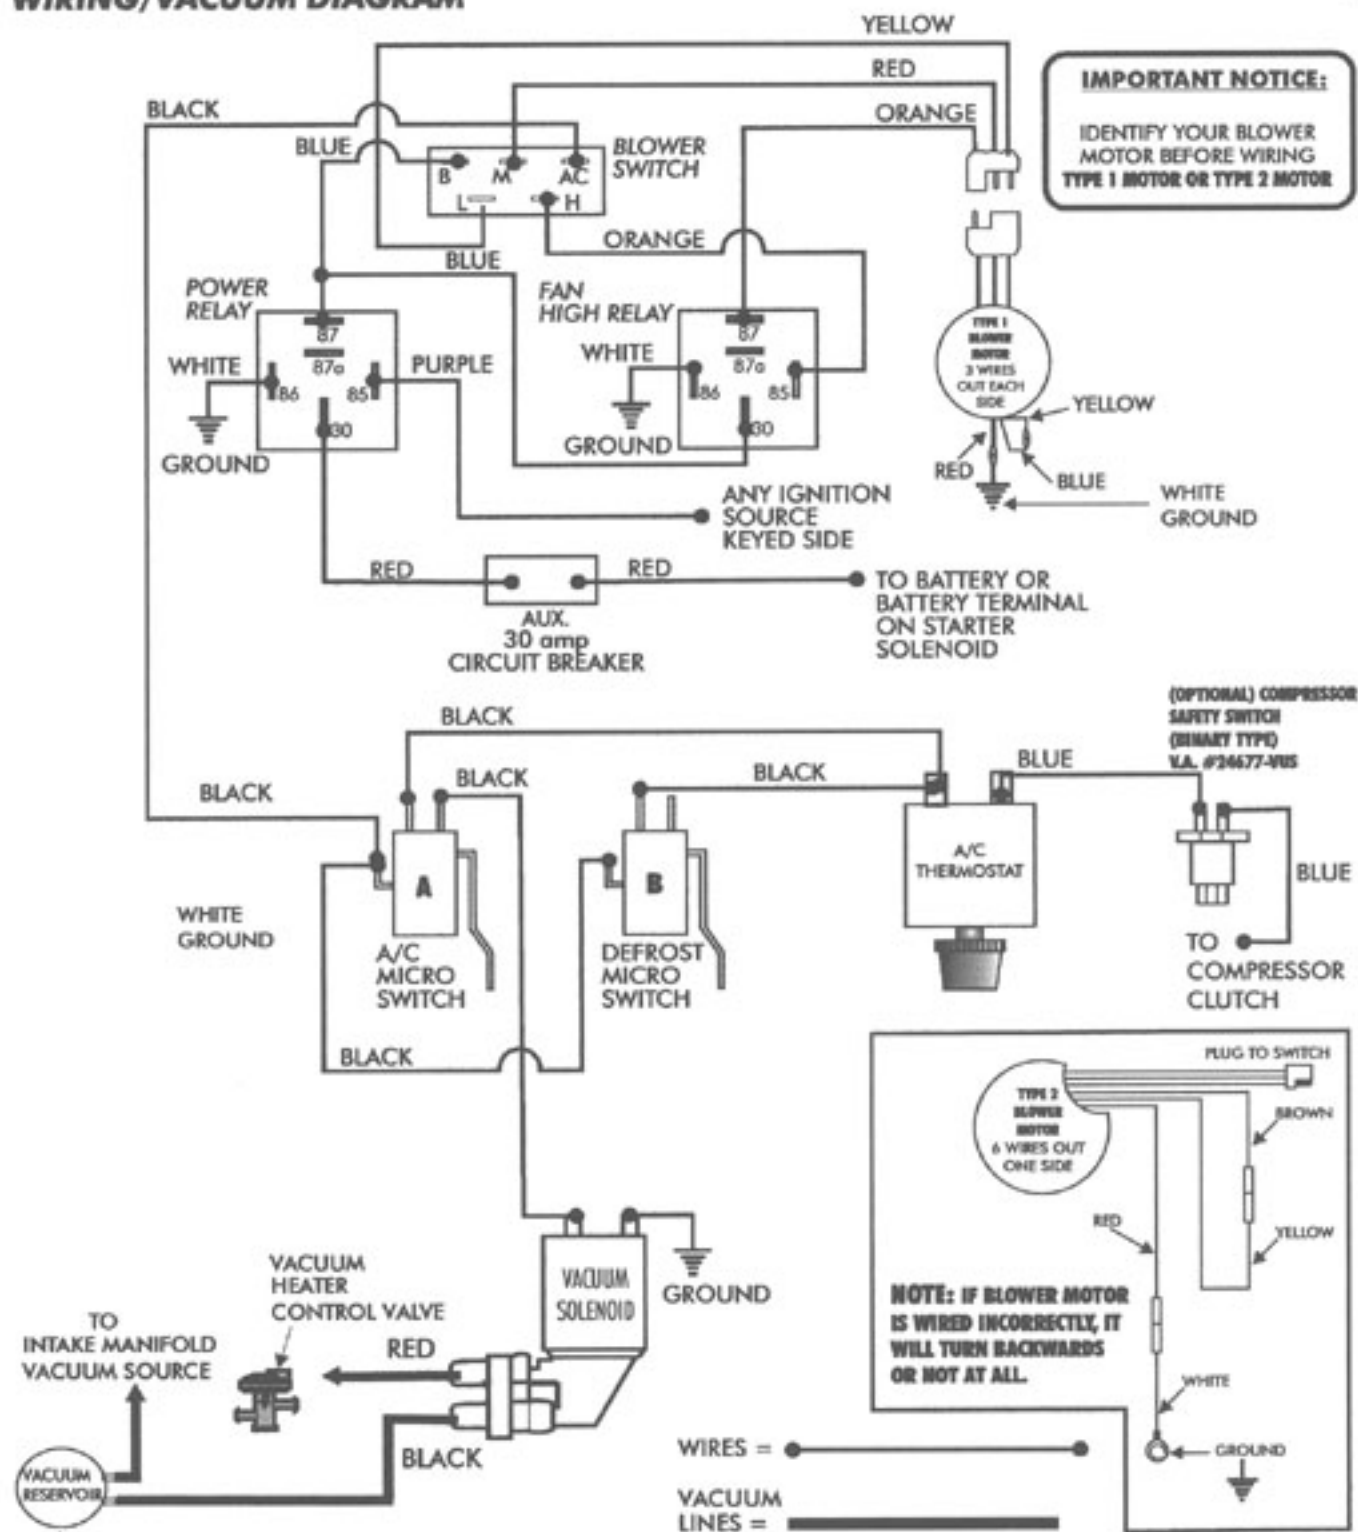 WIRING/VACUUM DIAGRAM
YELLOW
RED
ORANGE
BLACK
BLUE
B
M
AC
L
H
BLOWER
SWITCH
IMPORTANT NOTICE:
IDENTIFY YOUR BLOWER
MOTOR BEFORE WIRING
TYPE 1 MOTOR OR TYPE 2 MOTOR
ORANGE
BLUE
POWER
RELAY
WHITE
87
87a
86
85
30
PURPLE
GROUND
FAN
HIGH RELAY
WHITE
87
87a
86
85
30
GROUND
TYPE 1
BLOWER
MOTOR
3 WIRES
OUT EACH
SIDE
YELLOW
RED
BLUE
WHITE
GROUND
ANY IGNITION
SOURCE
KEYED SIDE
RED
RED
AUX.
30 amp
CIRCUIT BREAKER
TO BATTERY OR
BATTERY TERMINAL
ON STARTER
SOLENOID
BLACK
BLACK
BLACK
BLACK
BLUE
(OPTIONAL) COMPRESSOR
SAFETY SWITCH
(BINARY TYPE)
V.A. #24677-VUS
A
B
A/C
THERMOSTAT
BLUE
WHITE
GROUND
A/C
MICRO
SWITCH
DEFROST
MICRO
SWITCH
TO
COMPRESSOR
CLUTCH
BLACK
PLUG TO SWITCH
TYPE 2
BLOWER
MOTOR
6 WIRES OUT
ONE SIDE
BROWN
RED
YELLOW
NOTE: IF BLOWER MOTOR
IS WIRED INCORRECTLY, IT
WILL TURN BACKWARDS
OR NOT AT ALL.
WHITE
GROUND
VACUUM
SOLENOID
GROUND
VACUUM
HEATER
CONTROL VALVE
TO
INTAKE MANIFOLD
VACUUM SOURCE
RED
BLACK
VACUUM
RESERVOIR
WIRES =
VACUUM
LINES =